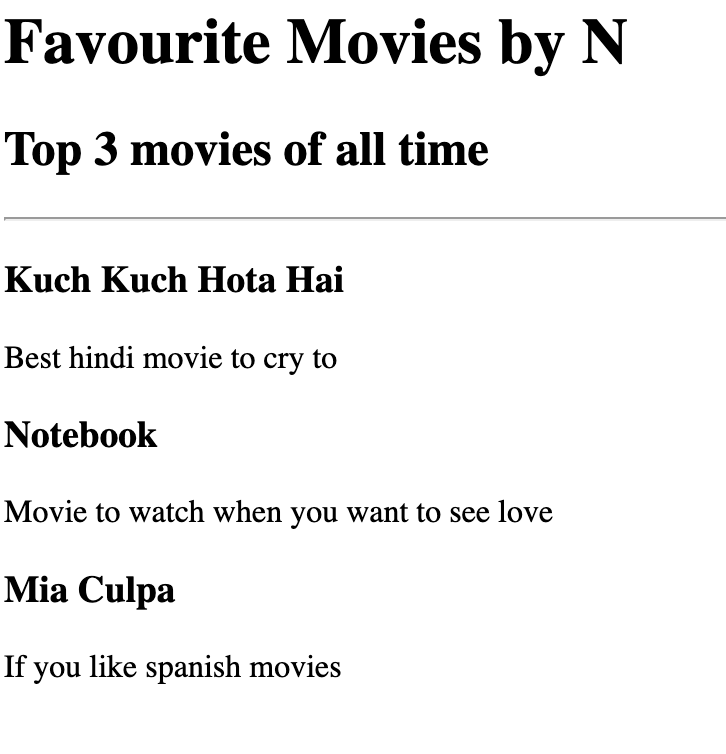 Favourite Movies by N
Top 3 movies of all time
Kuch Kuch Hota Hai
Best hindi movie to cry to
Notebook
Movie to watch when you want to see love
Mia Culpa
If you like spanish movies